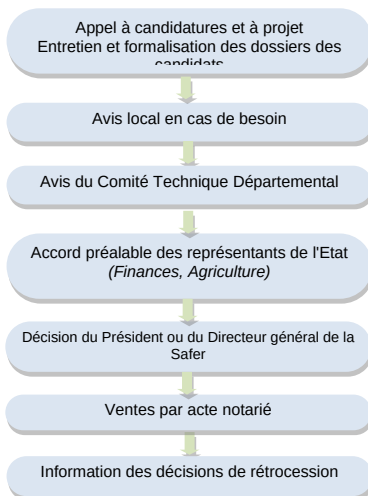 Appel à candidatures et à projet
Entretien et formalisation des dossiers des
candidats
Avis local en cas de besoin
Avis du Comité Technique Départemental
Accord préalable des représentants de l'Etat
(Finances, Agriculture)
Décision du Président ou du Directeur général de la
Safer
Ventes par acte notarié
Information des décisions de rétrocession